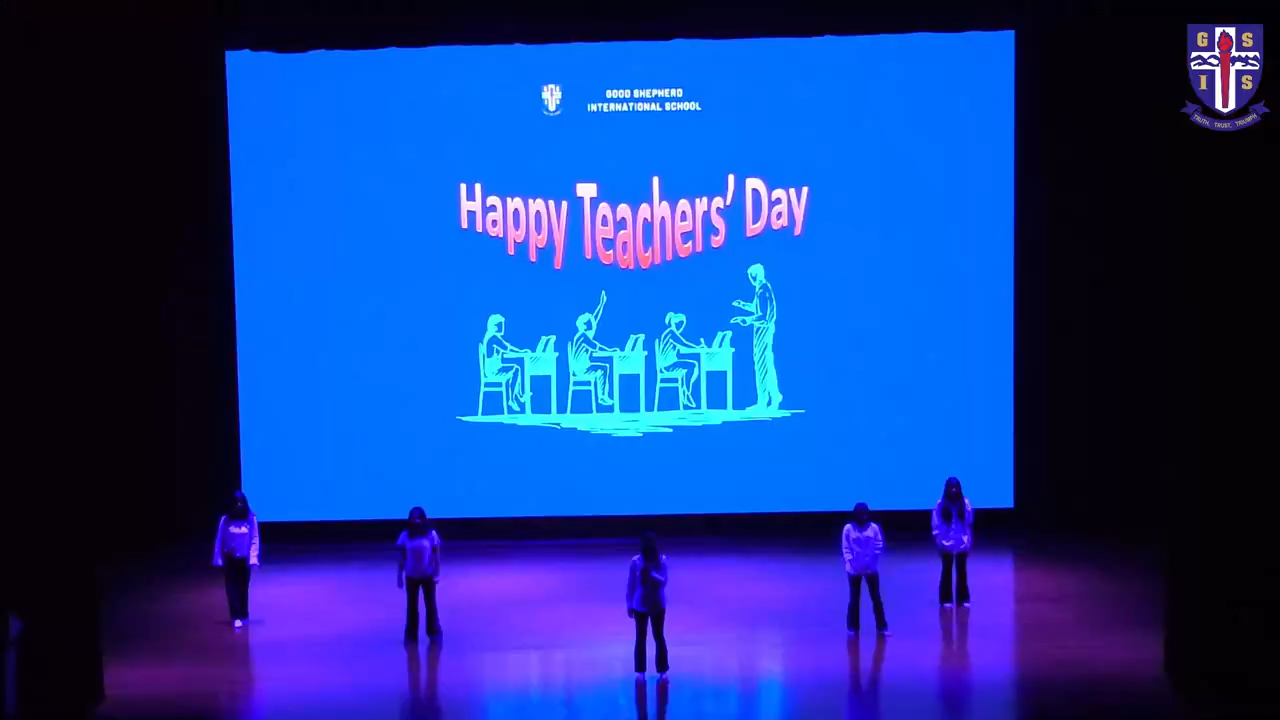 GOOD SHEPHERD
INTERNATIONAL SCHOOL
Happy Teachers' Day
G S
I S
TRUTH, TRUST, TRIUMPH